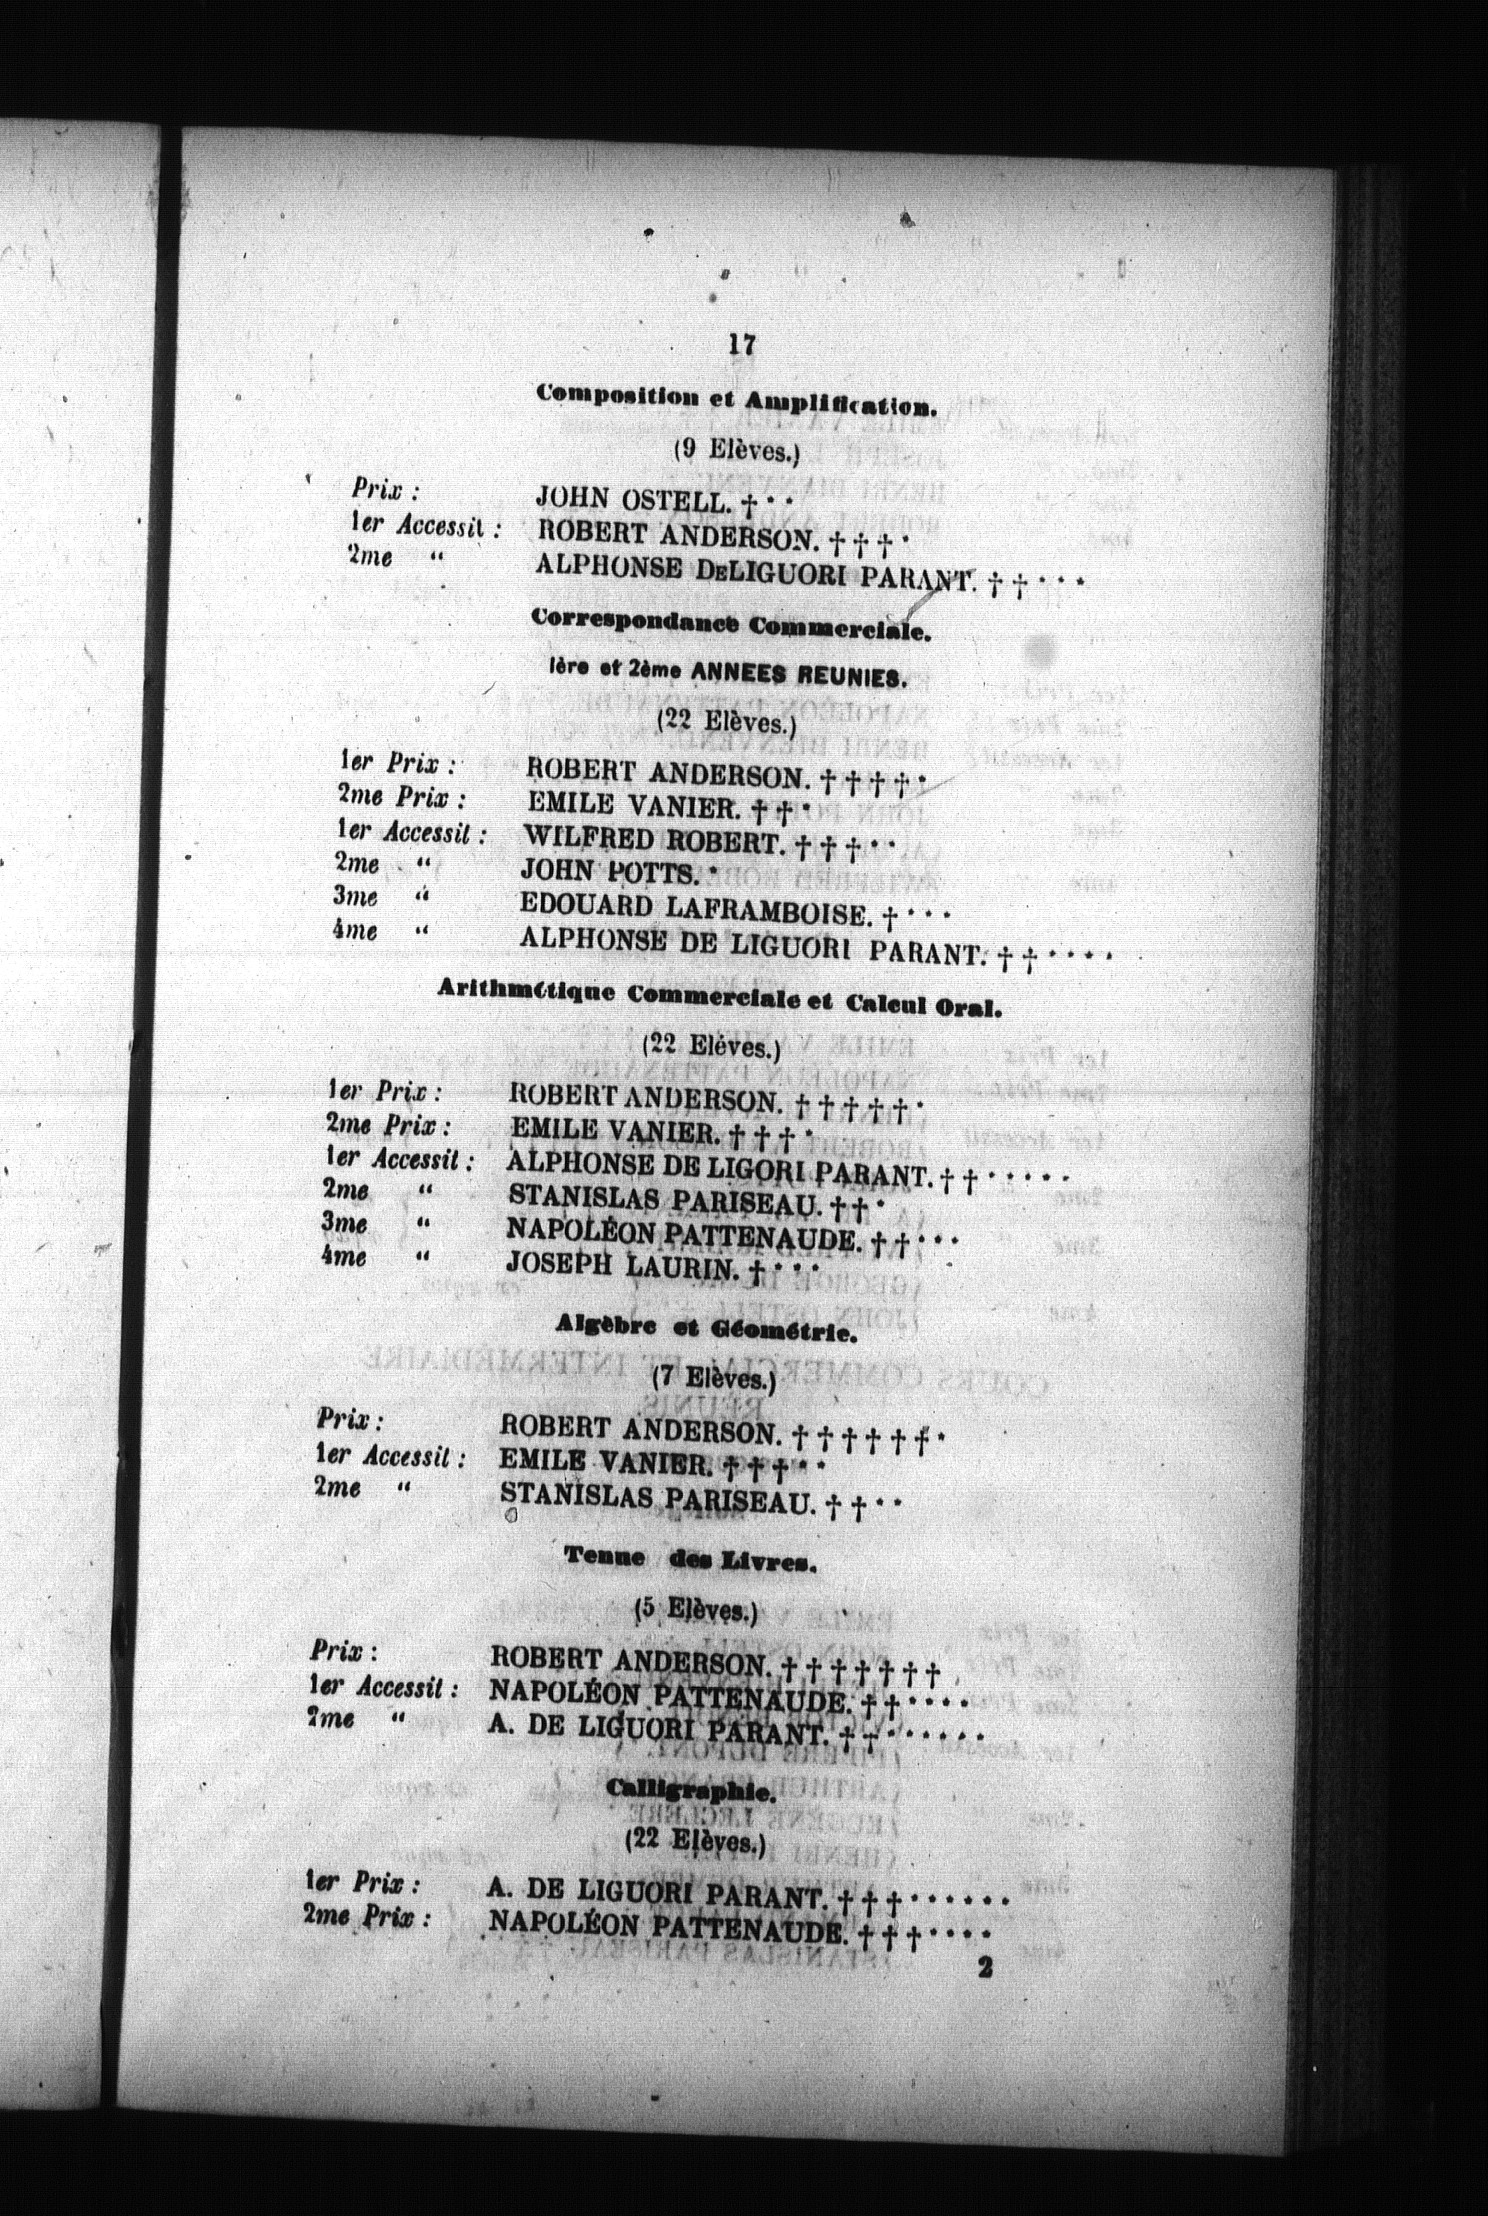 17
Composition et Amplification.
(9 Elèves.)
Prix : JOHN OSTELL. † * *
1er Accessit : ROBERT ANDERSON. † † † *
2me “ ALPHONSE DELIGUORI PARANT. † † * * *
Correspondance Commerciale.
1ère et 2ème ANNEES REUNIES.
(22 Elèves.)
1er Prix : ROBERT ANDERSON. † † † † *
2me Prix : EMILE VANIER. † † *
1er Accessit : WILFRED ROBERT. † † † * *
2me “ JOHN POTTS. *
3me “ EDOUARD LAFRAMBOISE. † * * *
4me “ ALPHONSE DE LIGUORI PARANT. † † * * * *
Arithmétique Commerciale et Calcul Oral.
(22 Elèves.)
1er Prix : ROBERT ANDERSON. † † † † † *
2me Prix : EMILE VANIER. † † † *
1er Accessit : ALPHONSE DE LIGORI PARANT. † † * * * * *
2me “ STANISLAS PARISEAU. † † *
3me “ NAPOLÉON PATTENAUDE. † † * * *
4me “ JOSEPH LAURIN. † * * *
Algèbre et Géométrie.
(7 Elèves.)
Prix : ROBERT ANDERSON. † † † † † † *
1er Accessit : EMILE VANIER. † † † * *
2me “ STANISLAS PARISEAU. † † * *
Tenue des Livres.
(5 Elèves.)
Prix : ROBERT ANDERSON. † † † † † † †
1er Accessit : NAPOLÉON PATTENAUDE. † † * * * *
2me “ A. DE LIGUORI PARANT. † † * * * * * *
Calligraphie.
(22 Elèves.)
1er Prix : A. DE LIGUORI PARANT. † † † * * * * * *
2me Prix : NAPOLÉON PATTENAUDE. † † † * * * *
2